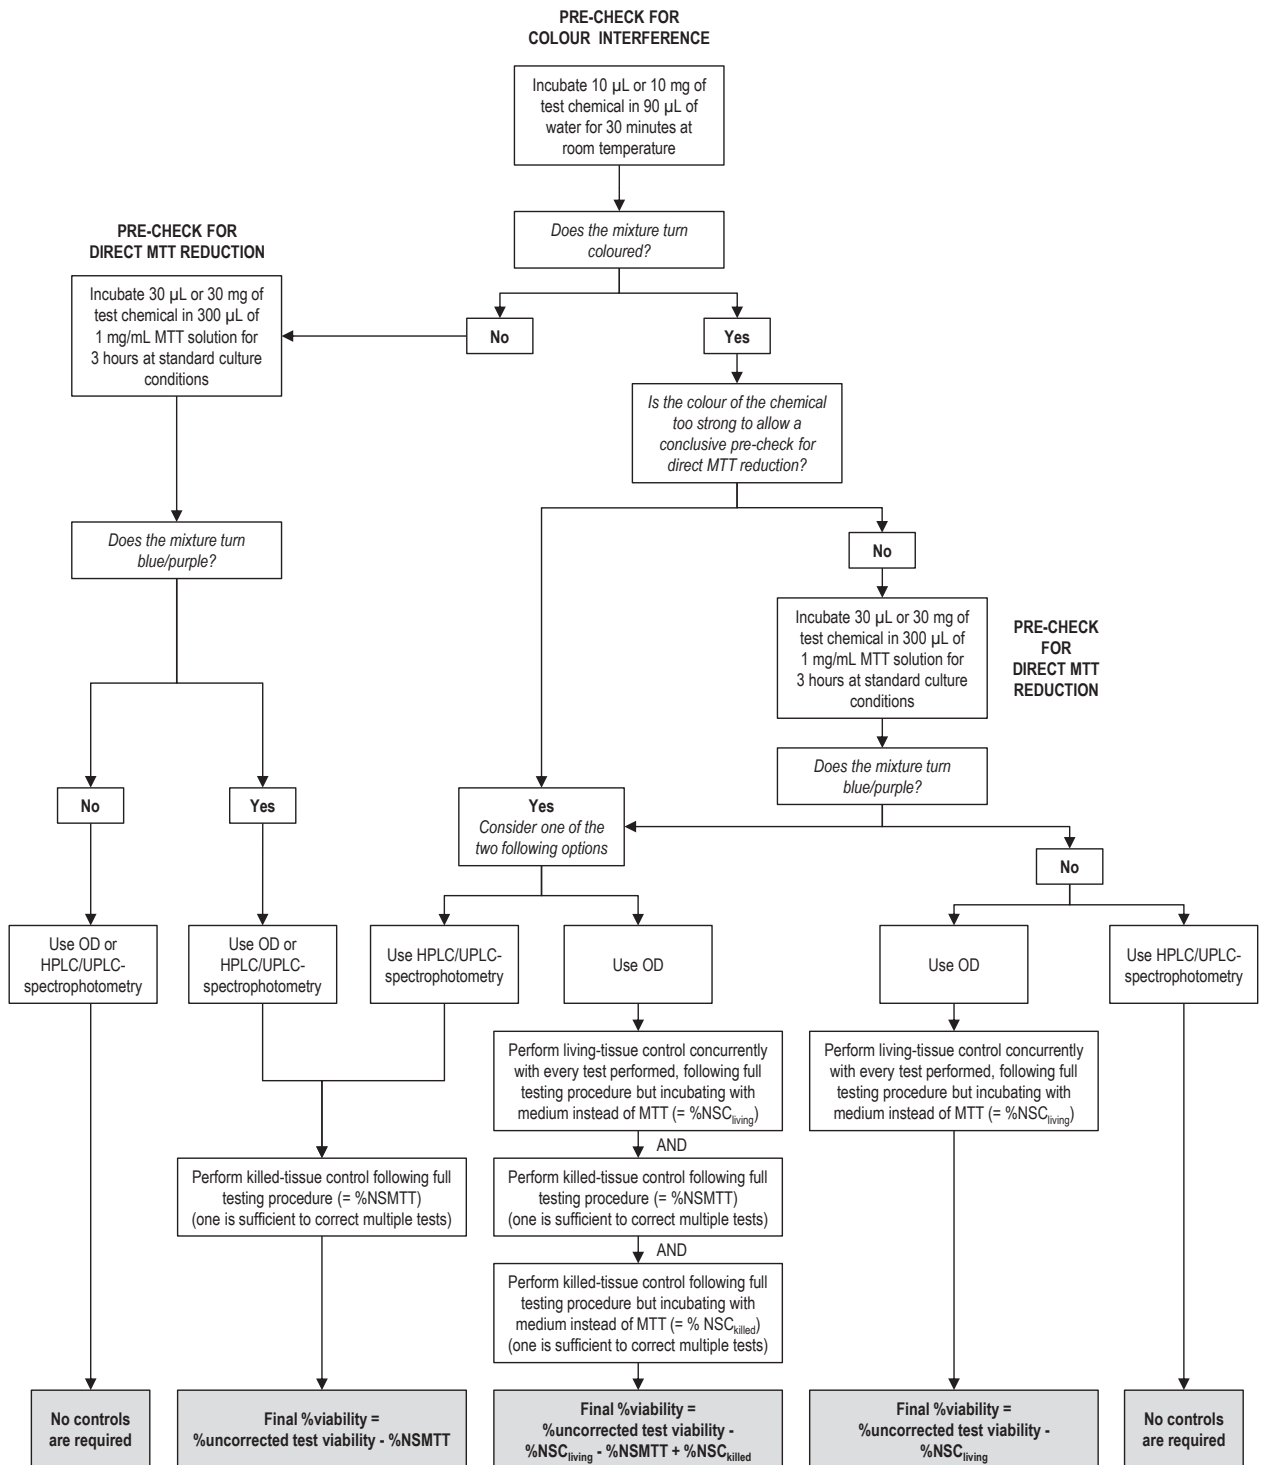 PRE-CHECK FOR
COLOUR INTERFERENCE
Incubate 10 µL or 10 mg of
test chemical in 90 µL of
water for 30 minutes at
room temperature
Does the mixture turn
coloured?
PRE-CHECK FOR
DIRECT MTT REDUCTION
Incubate 30 µL or 30 mg of
test chemical in 300 µL of
1 mg/mL MTT solution for
3 hours at standard culture
conditions
No
Yes
Is the colour of the chemical
too strong to allow a
conclusive pre-check for
direct MTT reduction?
Does the mixture turn
blue/purple?
No
Incubate 30 µL or 30 mg of
test chemical in 300 µL of
1 mg/mL MTT solution for
3 hours at standard culture
conditions
PRE-CHECK
FOR
DIRECT MTT
REDUCTION
Does the mixture turn
blue/purple?
No
Yes
Yes
Consider one of the
two following options
No
Use OD or
HPLC/UPLC-
spectrophotometry
Use OD or
HPLC/UPLC-
spectrophotometry
Use HPLC/UPLC-
spectrophotometry
Use OD
Use OD
Use HPLC/UPLC-
spectrophotometry
Perform living-tissue control concurrently
with every test performed, following full
testing procedure but incubating with
medium instead of MTT (= %NSCliving)
Perform living-tissue control concurrently
with every test performed, following full
testing procedure but incubating with
medium instead of MTT (= %NSCliving)
AND
Perform killed-tissue control following full
testing procedure (= %NSMTT)
(one is sufficient to correct multiple tests)
Perform killed-tissue control following full
testing procedure (= %NSMTT)
(one is sufficient to correct multiple tests)
AND
Perform killed-tissue control following full
testing procedure but incubating with
medium instead of MTT (= % NSCkilled)
(one is sufficient to correct multiple tests)
No controls
are required
Final %viability =
%uncorrected test viability - %NSMTT
Final %viability =
%uncorrected test viability -
%NSCliving - %NSMTT + %NSCkilled
Final %viability =
%uncorrected test viability -
%NSCliving
No controls
are required